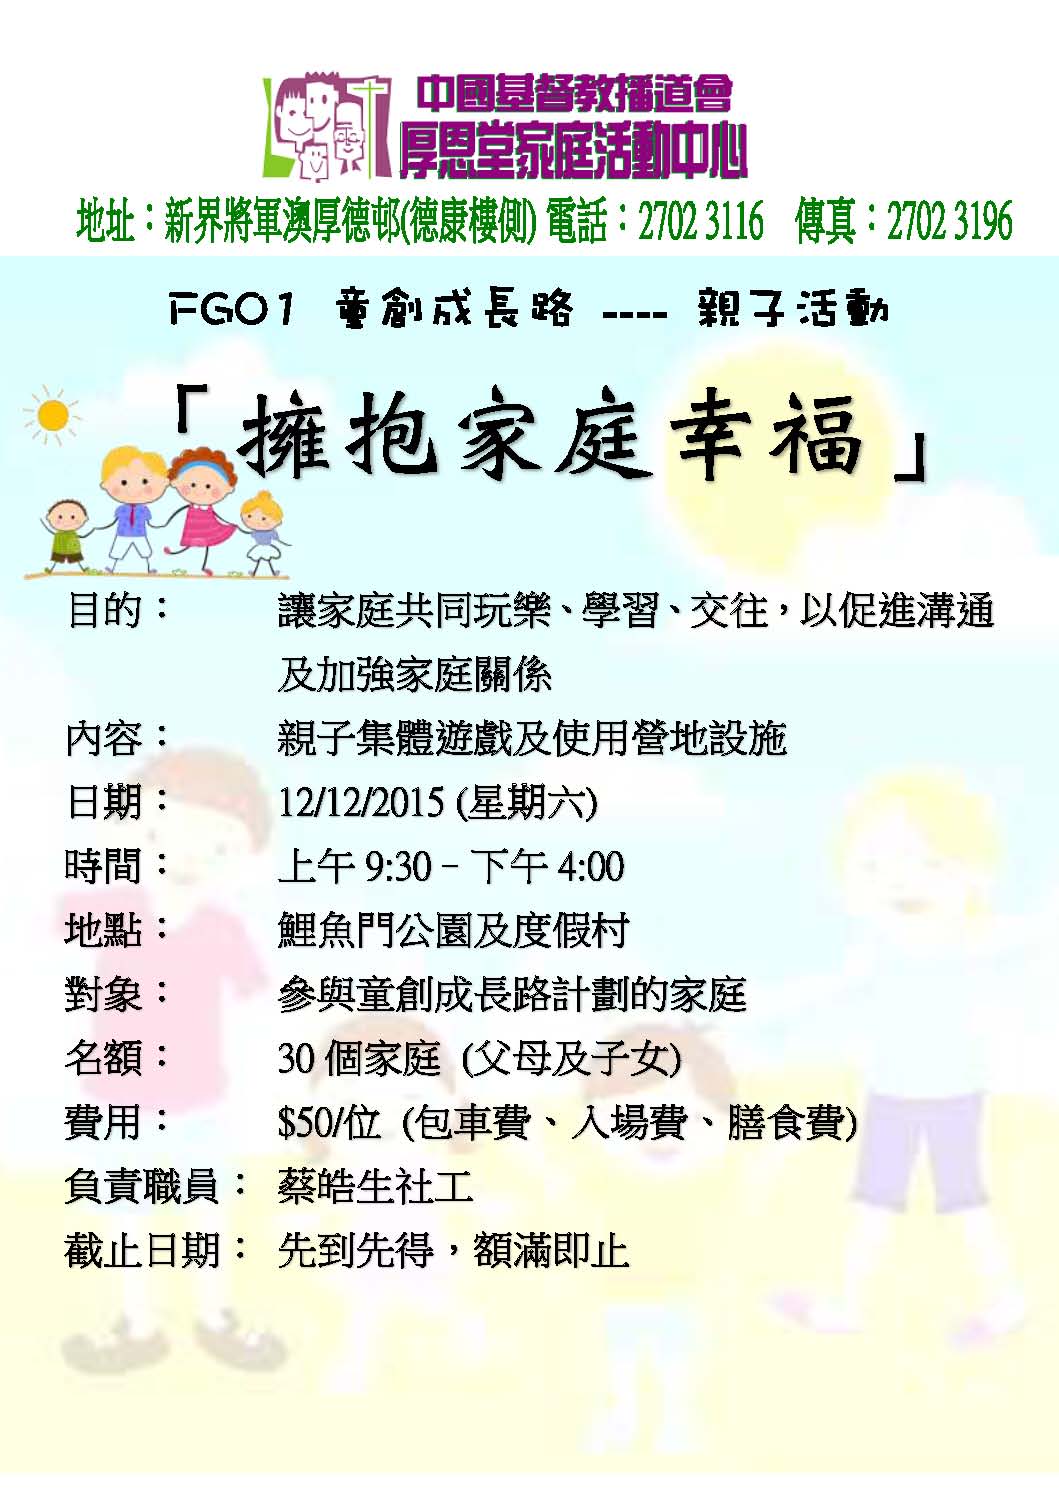 中國基督教播道會
厚恩堂家庭活動中心
地址：新界將軍澳厚德邨(德康樓側) 電話：2702 3116 傳真：2702 3196
FG01 童創成長路 ---- 親子活動
「擁抱家庭幸福」
目的： 讓家庭共同玩樂、學習、交往，以促進溝通
及加強家庭關係
內容： 親子集體遊戲及使用營地設施
日期： 12/12/2015 (星期六)
時間： 上午 9:30–下午 4:00
地點： 鯉魚門公園及度假村
對象： 參與童創成長路計劃的家庭
名額： 30 個家庭 (父母及子女)
費用： $50/位 (包車費、入場費、膳食費)
負責職員： 蔡皓生社工
截止日期： 先到先得，額滿即止